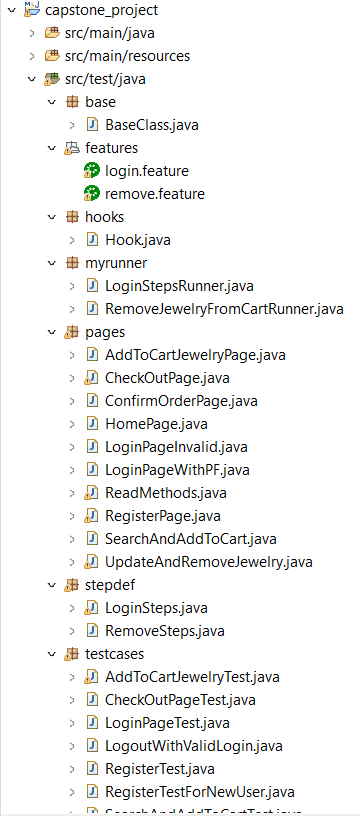 capstone_project
src/main/java
src/main/resources
src/test/java
base
BaseClass.java
features
login.feature
remove.feature
hooks
Hook.java
myrunner
LoginStepsRunner.java
RemoveJewelryFromCartRunner.java
pages
AddToCartJewelryPage.java
CheckOutPage.java
ConfirmOrderPage.java
HomePage.java
LoginPageInvalid.java
LoginPageWithPF.java
ReadMethods.java
RegisterPage.java
SearchAndAddToCart.java
UpdateAndRemoveJewelry.java
stepdef
LoginSteps.java
RemoveSteps.java
testcases
AddToCartJewelryTest.java
CheckOutPageTest.java
LoginPageTest.java
LogoutWithValidLogin.java
RegisterTest.java
RegisterTestForNewUser.java
SearchAndAddToCartTest.java